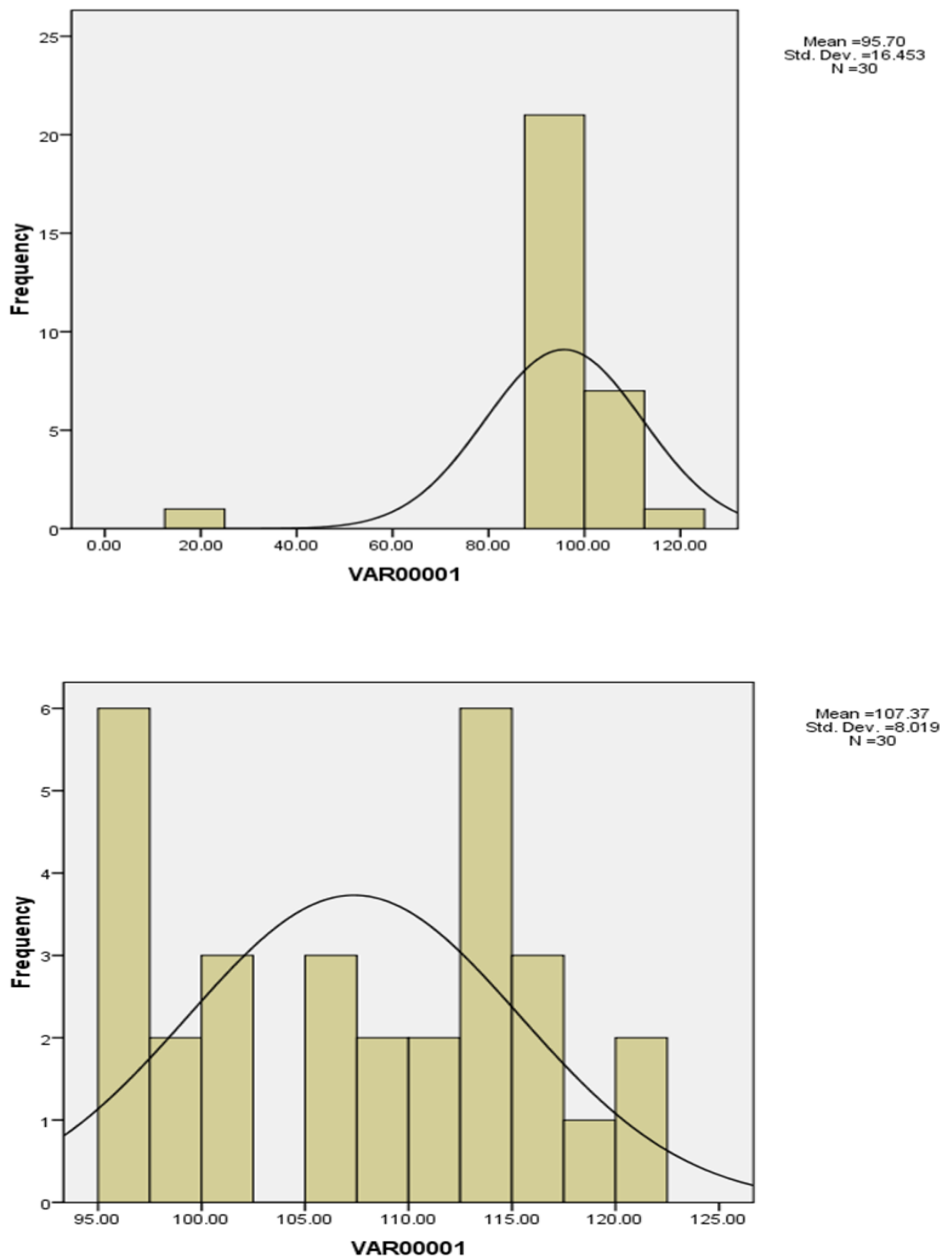 25
Mean =95.70
Std. Dev. =16.453
N =30
20
15
10
5
0
Frequency
0.00 20.00 40.00 60.00 80.00 100.00 120.00
VAR00001
6
Mean =107.37
Std. Dev. =8.019
N =30
5
4
3
2
1
0
Frequency
95.00 100.00 105.00 110.00 115.00 120.00 125.00
VAR00001